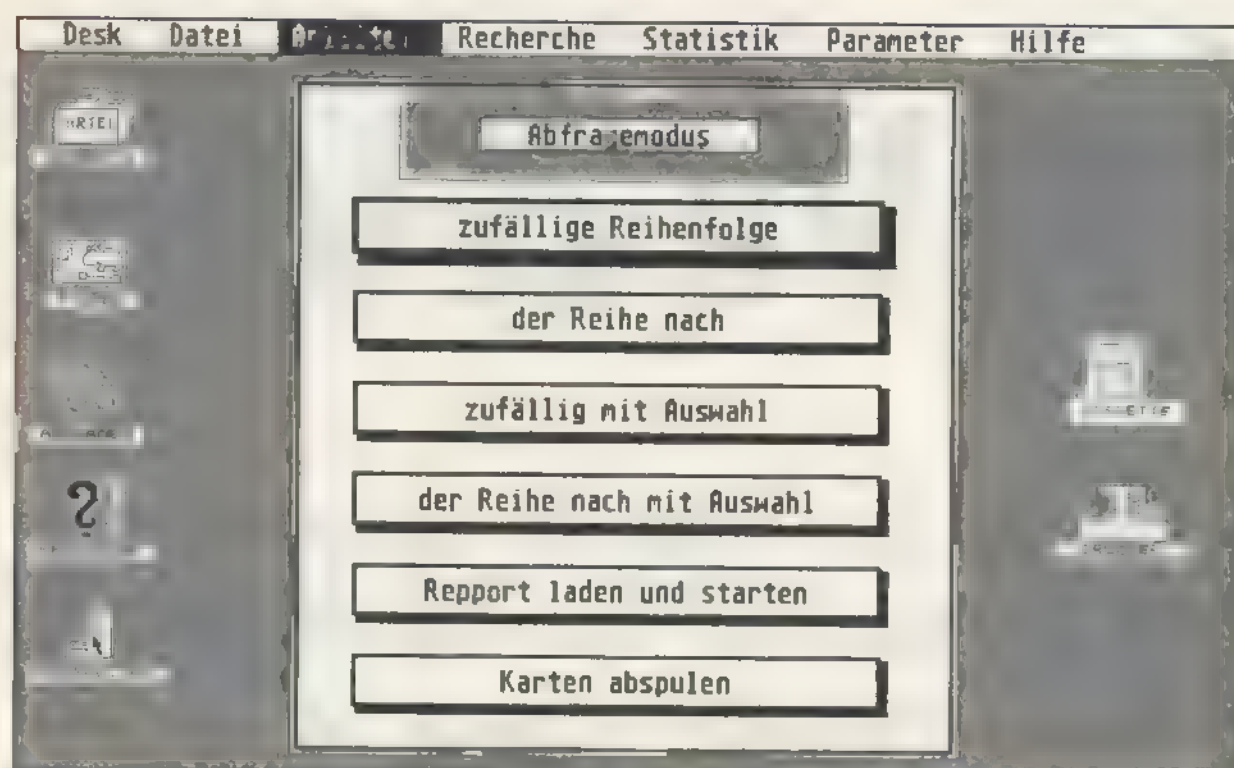 Desk Datei Recherche Statistik Parameter Hilfe
Abfragemodus
zufällige Reihenfolge
der Reihe nach
zufällig mit Auswahl
der Reihe nach mit Auswahl
Repport laden und starten
Karten abspulen